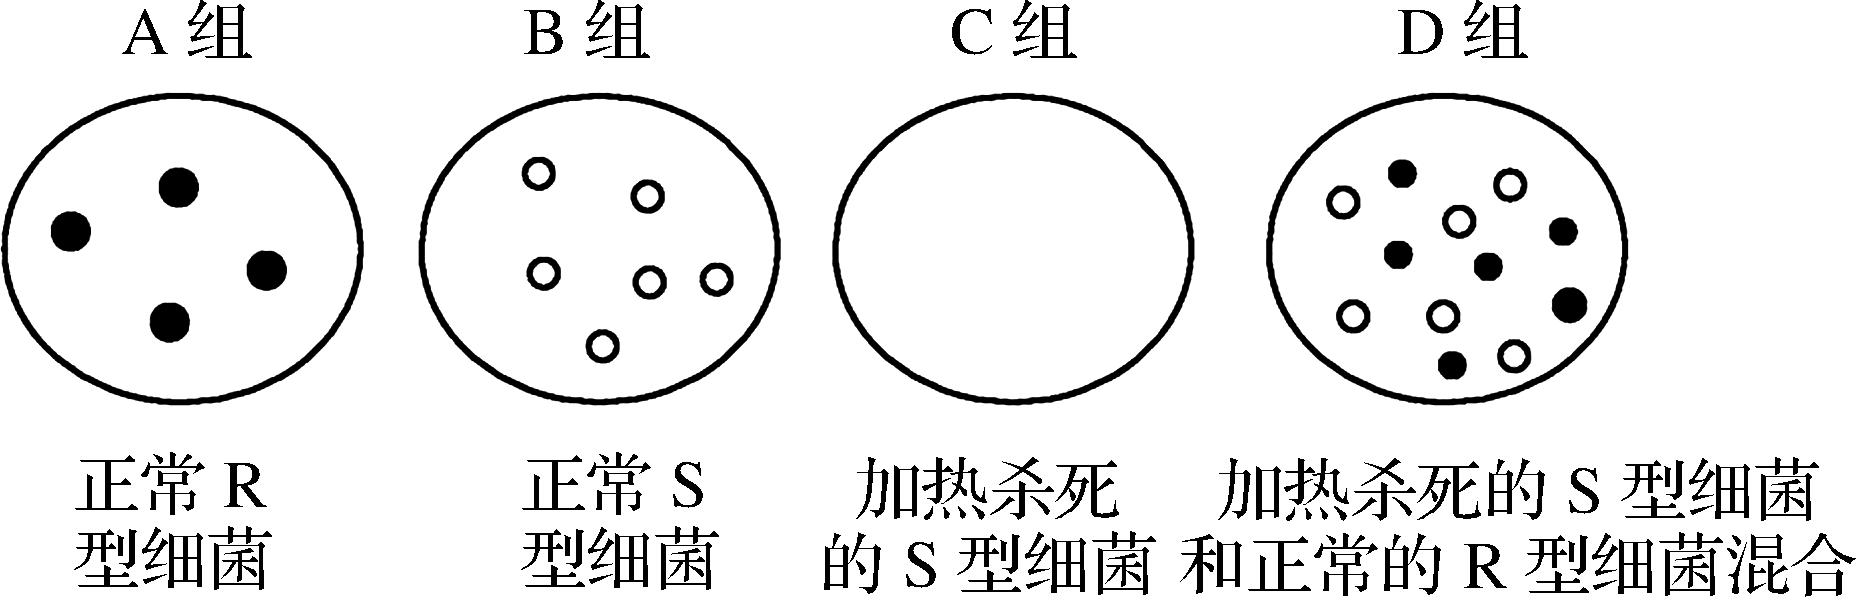 A 组
B 组
C 组
D 组
正常 R
型细菌
正常 S
型细菌
加热杀死
的 S 型细菌
加热杀死的 S 型细菌
和正常的 R 型细菌混合